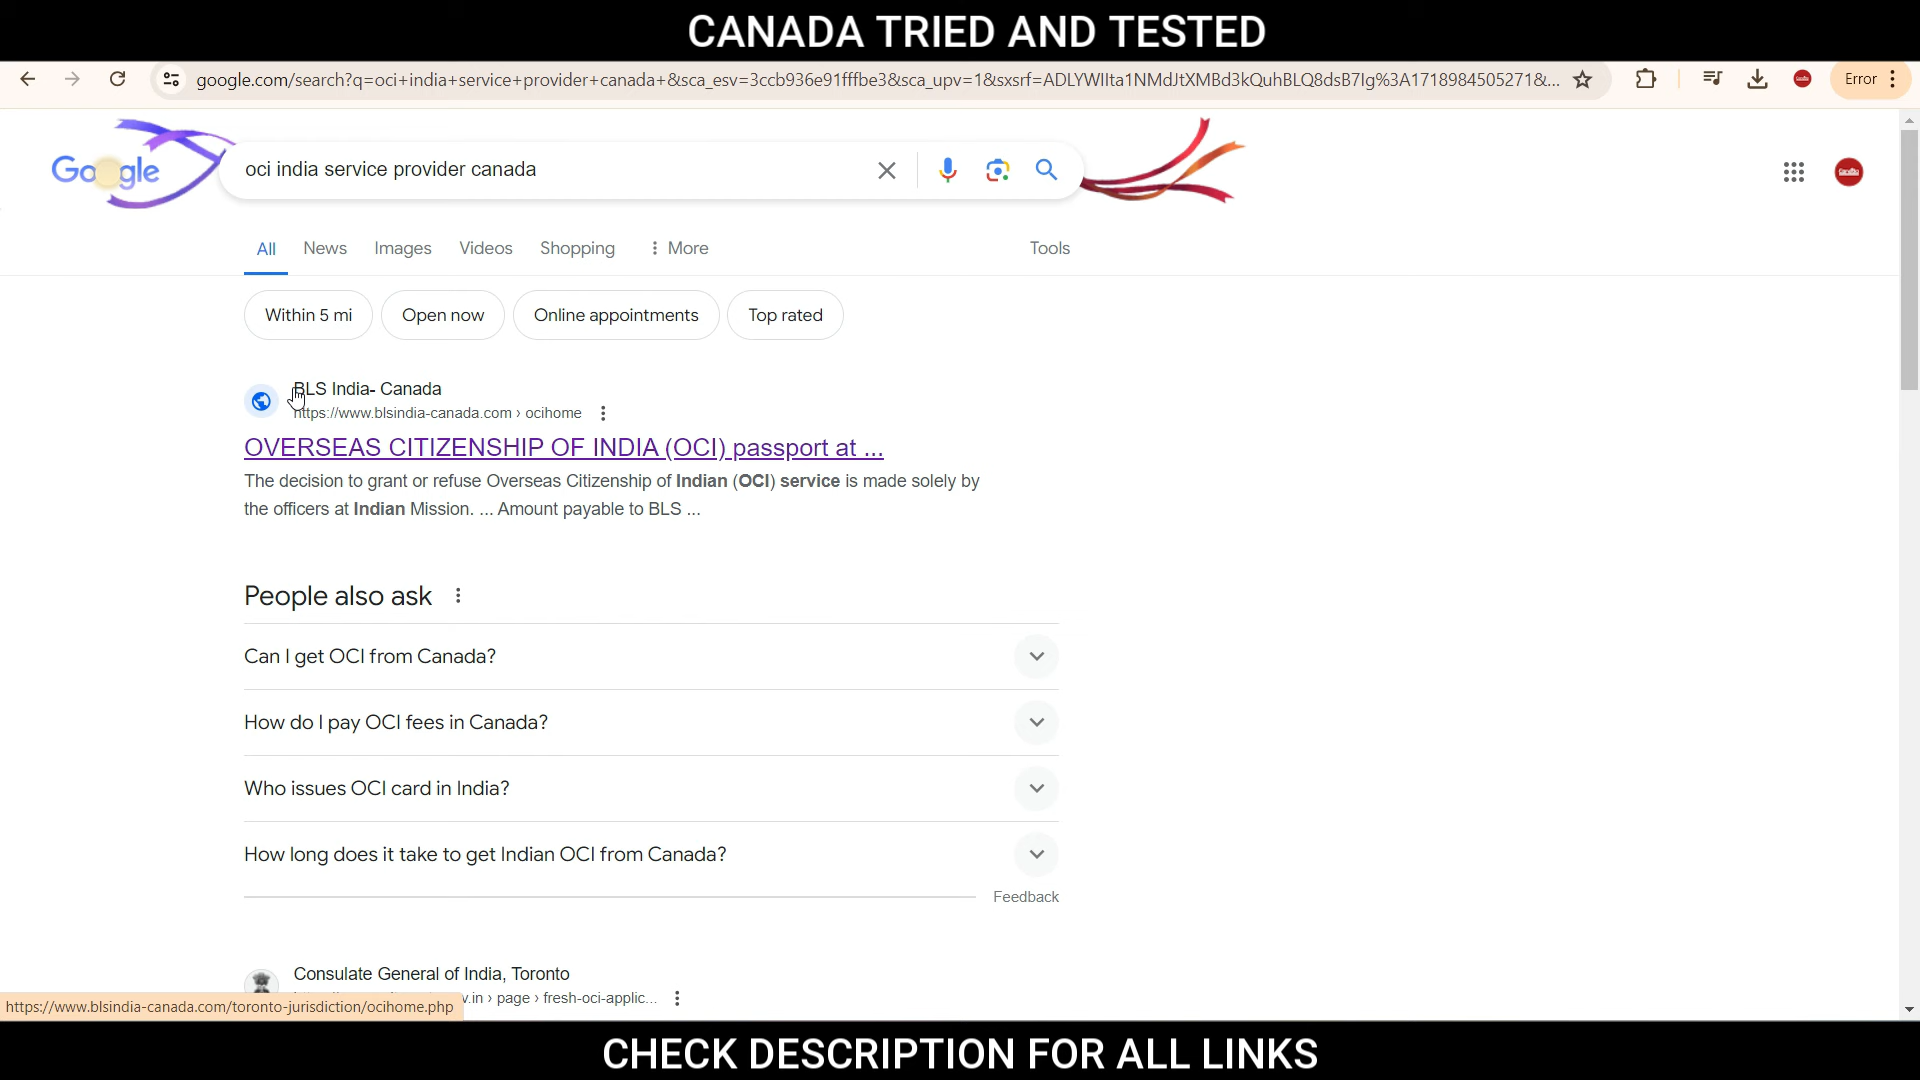 CANADA TRIED AND TESTED
google.com/search?q=oci+india+service+provider+canada+&sca_esv=3ccb936e91fffbe3&sca_upv=1&sxsrf=ADLYWIIta1NMdJtXMBd3kQuhBLQ8dsB7Ig%3A1718984505271&...
Error
Google
oci india service provider canada
All News Images Videos Shopping More Tools
Within 5 mi Open now Online appointments Top rated
BLS India- Canada
https://www.blsindia-canada.com › ocihome
OVERSEAS CITIZENSHIP OF INDIA (OCI) passport at ...
The decision to grant or refuse Overseas Citizenship of Indian (OCI) service is made solely by
the officers at Indian Mission. ... Amount payable to BLS ...
People also ask
Can I get OCI from Canada?
How do I pay OCI fees in Canada?
Who issues OCI card in India?
How long does it take to get Indian OCI from Canada?
Feedback
Consulate General of India, Toronto
v.in › page › fresh-oci-applic...
https://www.blsindia-canada.com/toronto-jurisdiction/ocihome.php
CHECK DESCRIPTION FOR ALL LINKS